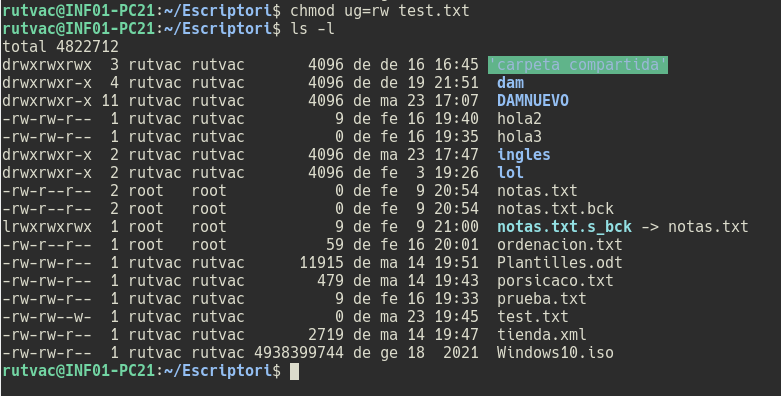 rutvac@INF01-PC21:~/Escriptori$ chmod ug=rw test.txt
rutvac@INF01-PC21:~/Escriptori$ ls -l
total 4822712
drwxrwxrwx  3 rutvac rutvac       4096 de de 16 16:45 'carpeta compartida'
drwxrwxr-x  4 rutvac rutvac       4096 de de 19 21:51  dam
drwxrwxr-x 11 rutvac rutvac       4096 de ma 23 17:07  DAMNUEVO
-rw-rw-r--  1 rutvac rutvac          9 de fe 16 19:40  hola2
-rw-rw-r--  1 rutvac rutvac          0 de fe 16 19:35  hola3
drwxrwxr-x  2 rutvac rutvac       4096 de ma 23 17:47  ingles
drwxrwxr-x  2 rutvac rutvac       4096 de fe  3 19:26  lol
-rw-r--r--  2 root   root            0 de fe  9 20:54  notas.txt
-rw-r--r--  2 root   root            0 de fe  9 20:54  notas.txt.bck
lrwxrwxrwx  1 root   root            9 de fe  9 21:00  notas.txt.s_bck -> notas.txt
-rw-r--r--  1 root   root           59 de fe 16 20:01  ordenacion.txt
-rw-rw-r--  1 rutvac rutvac      11915 de ma 14 19:51  Plantilles.odt
-rw-rw-r--  1 rutvac rutvac        479 de ma 14 19:43  porsicaco.txt
-rw-rw-r--  1 rutvac rutvac          9 de fe 16 19:33  prueba.txt
-rw-rw--w-  1 rutvac rutvac          0 de ma 23 19:45  test.txt
-rw-rw-r--  1 rutvac rutvac       2719 de ma 14 19:47  tienda.xml
-rw-rw-r--  1 rutvac rutvac 4938399744 de ge 18  2021  Windows10.iso
rutvac@INF01-PC21:~/Escriptori$